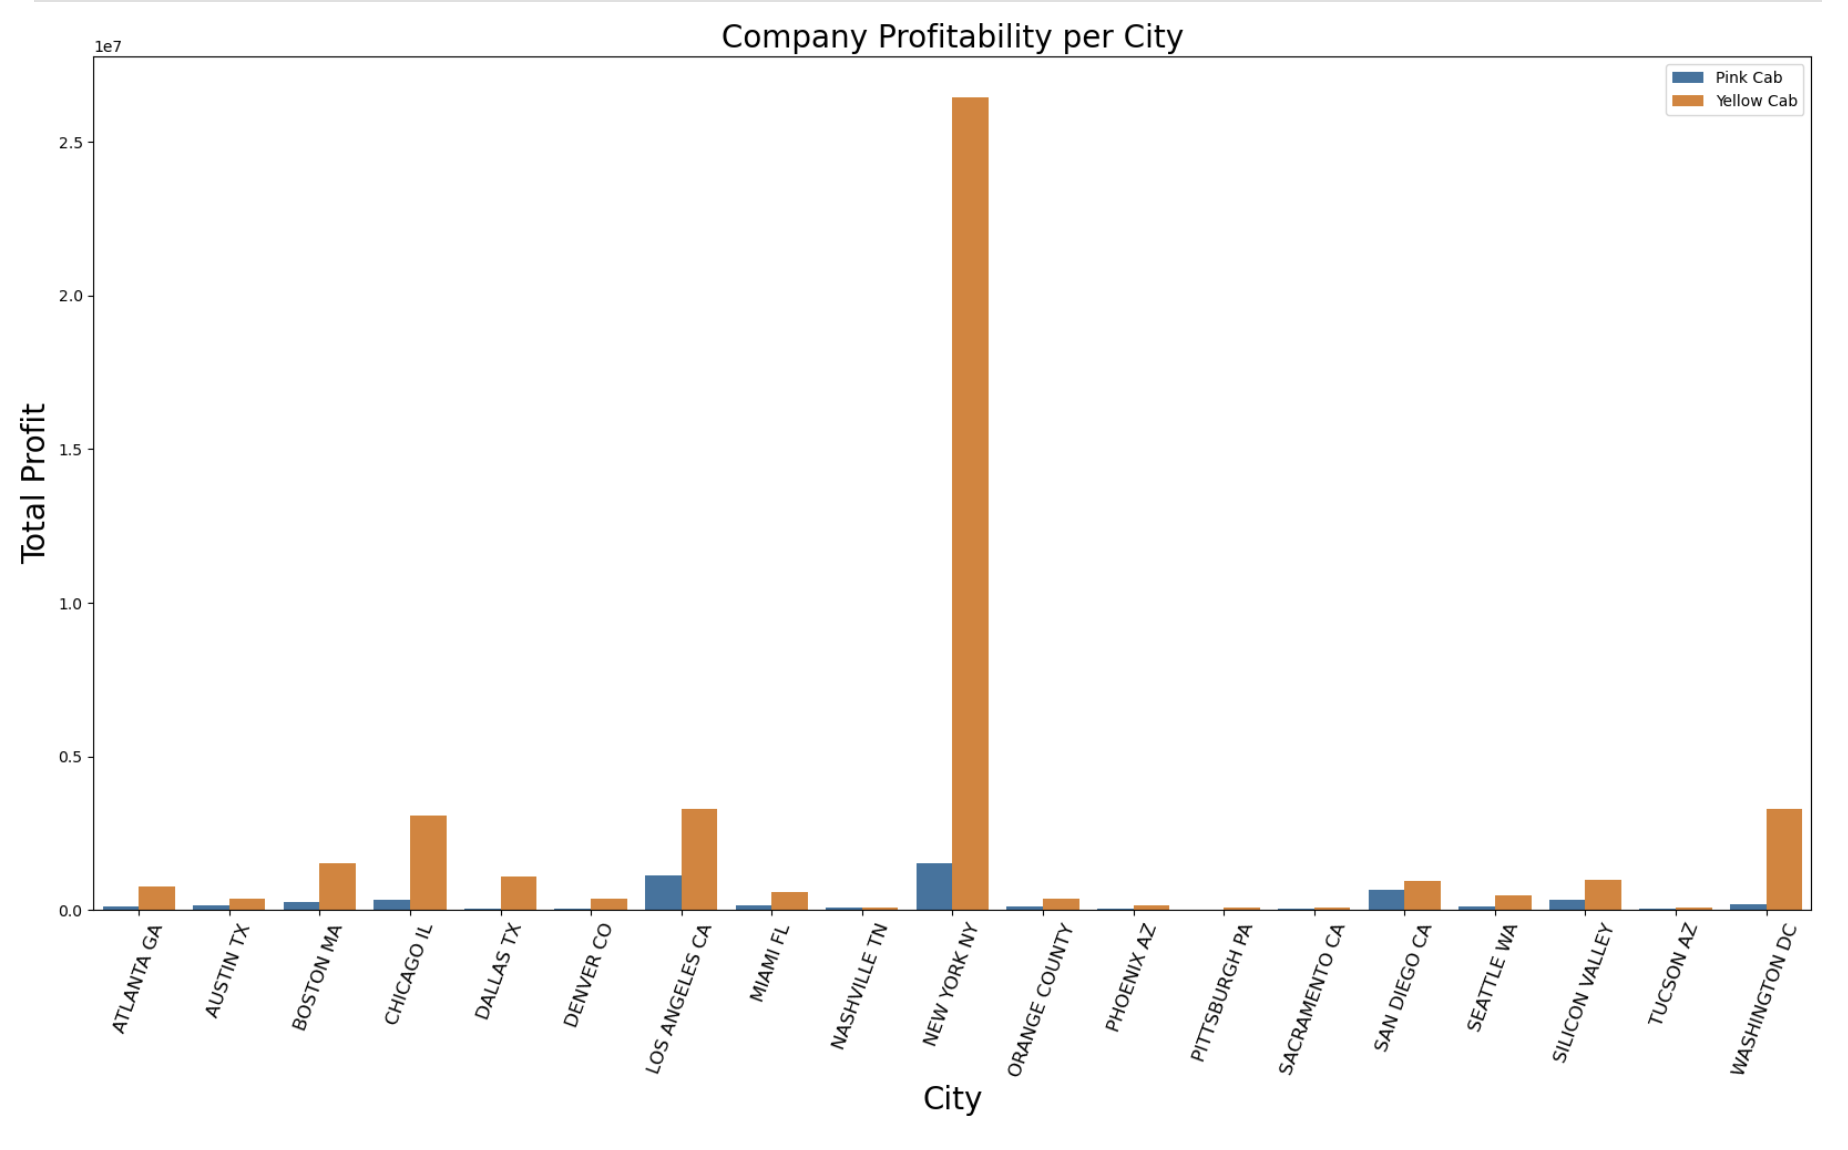 Company Profitability per City
1e7
Pink Cab
Yellow Cab
2.5
2.0
1.5
1.0
0.5
0.0
Total Profit
ATLANTA GA
AUSTIN TX
BOSTON MA
CHICAGO IL
DALLAS TX
DENVER CO
LOS ANGELES CA
MIAMI FL
NASHVILLE TN
NEW YORK NY
ORANGE COUNTY
PHOENIX AZ
PITTSBURGH PA
SACRAMENTO CA
SAN DIEGO CA
SEATTLE WA
SILICON VALLEY
TUCSON AZ
WASHINGTON DC
City